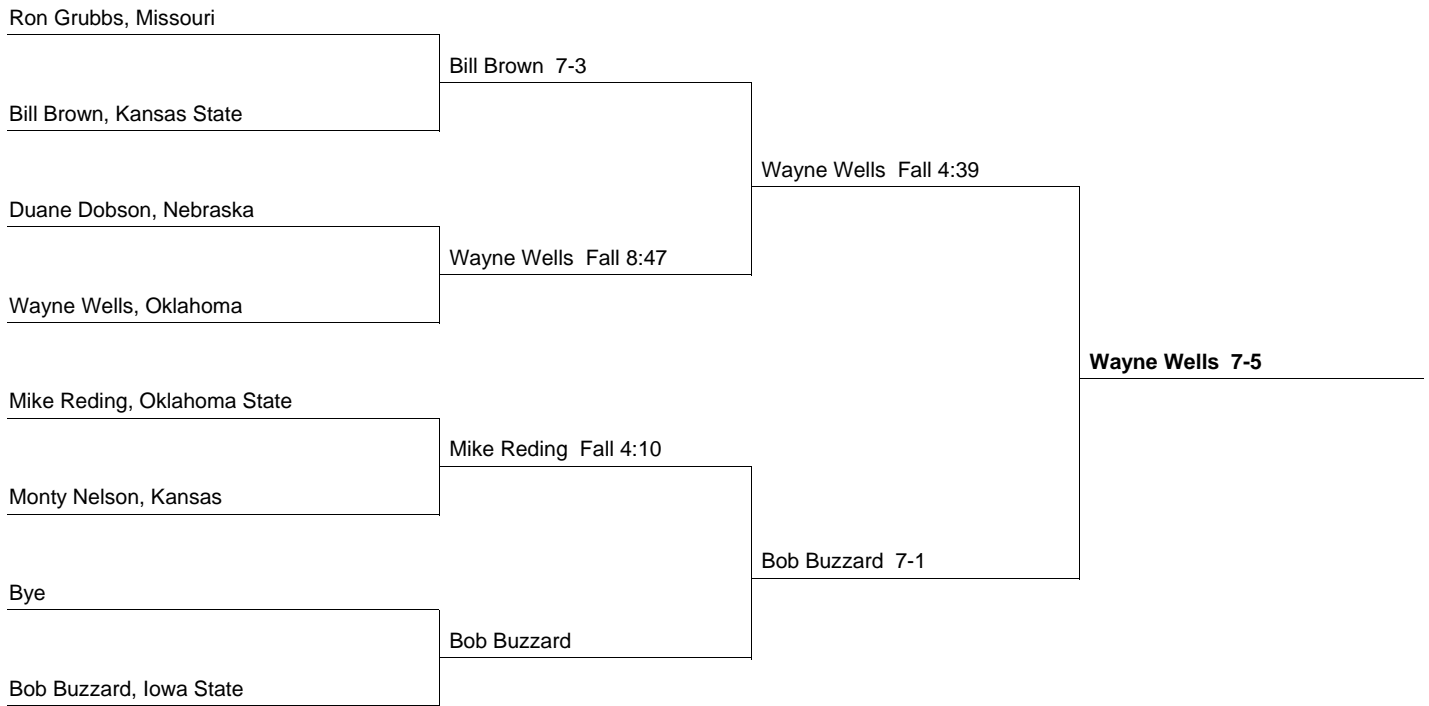 Ron Grubbs, Missouri
Bill Brown  7-3
Bill Brown, Kansas State
Wayne Wells  Fall 4:39
Duane Dobson, Nebraska
Wayne Wells  Fall 8:47
Wayne Wells, Oklahoma
Wayne Wells  7-5
Mike Reding, Oklahoma State
Mike Reding  Fall 4:10
Monty Nelson, Kansas
Bob Buzzard  7-1
Bye
Bob Buzzard
Bob Buzzard, Iowa State